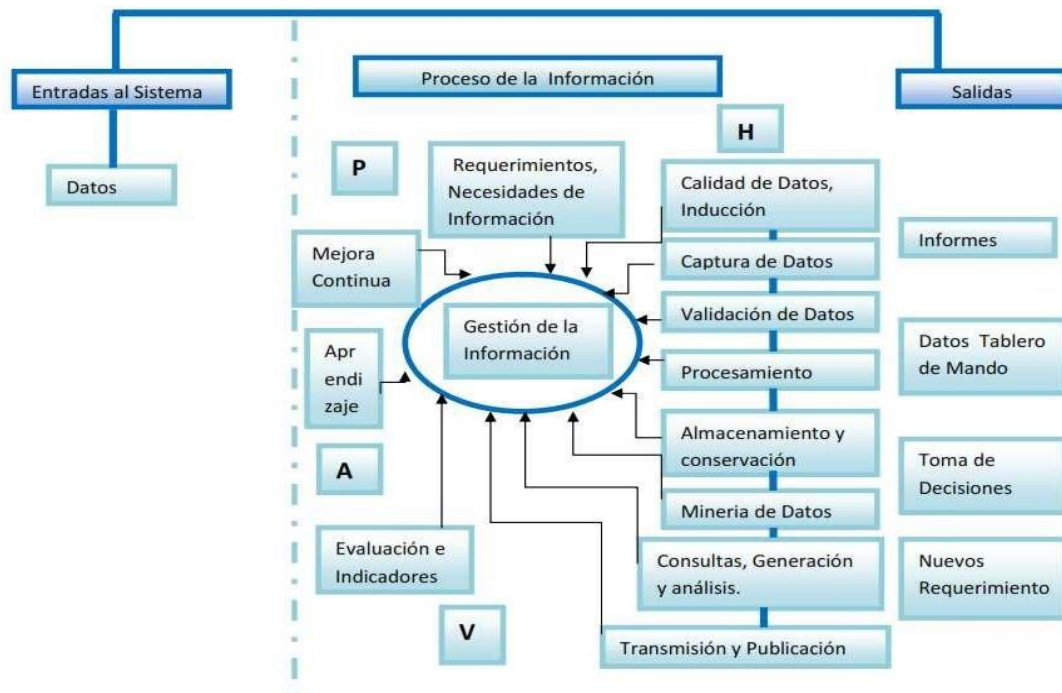 Entradas al Sistema
Datos
Proceso de la Información
P
Requerimientos,
Necesidades de
Información
H
Calidad de Datos,
Inducción
Captura de Datos
Validación de Datos
Procesamiento
Almacenamiento y
conservación
Mineria de Datos
Consultas, Generación
y análisis.
Transmisión y Publicación
Mejora
Continua
Gestión de la
Información
Apr
endi
zaje
A
Evaluación e
Indicadores
V
Salidas
Informes
Datos Tablero
de Mando
Toma de
Decisiones
Nuevos
Requerimiento